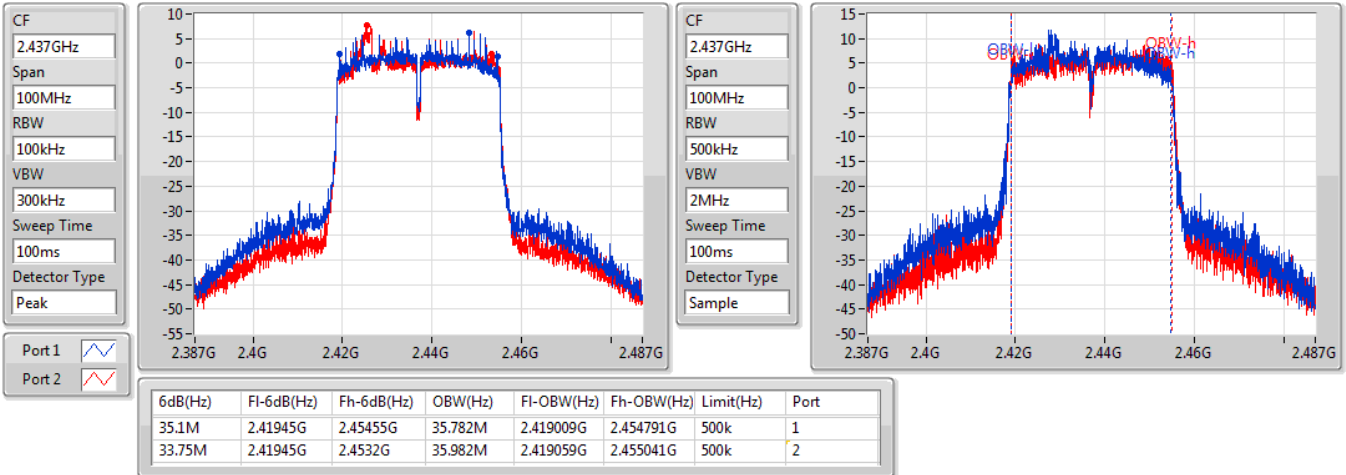 CF
2.437GHz
Span
100MHz
RBW
100kHz
VBW
300kHz
Sweep Time
100ms
Detector Type
Peak
Port 1
Port 2
10
5
0
-5
-10
-15
-20
-25
-30
-35
-40
-45
-50
-55
2.387G 2.4G 2.42G 2.44G 2.46G 2.487G
CF
2.437GHz
Span
100MHz
RBW
500kHz
VBW
2MHz
Sweep Time
100ms
Detector Type
Sample
15
10
5
0
-5
-10
-15
-20
-25
-30
-35
-40
-45
-50
OBW-h
2.387G 2.4G 2.42G 2.44G 2.46G 2.487G
6dB(Hz) Fl-6dB(Hz) Fh-6dB(Hz) OBW(Hz) Fl-OBW(Hz) Fh-OBW(Hz) Limit(Hz) Port
35.1M 2.41945G 2.45455G 35.782M 2.419009G 2.454791G 500k 1
33.75M 2.41945G 2.4532G 35.982M 2.419059G 2.455041G 500k 2